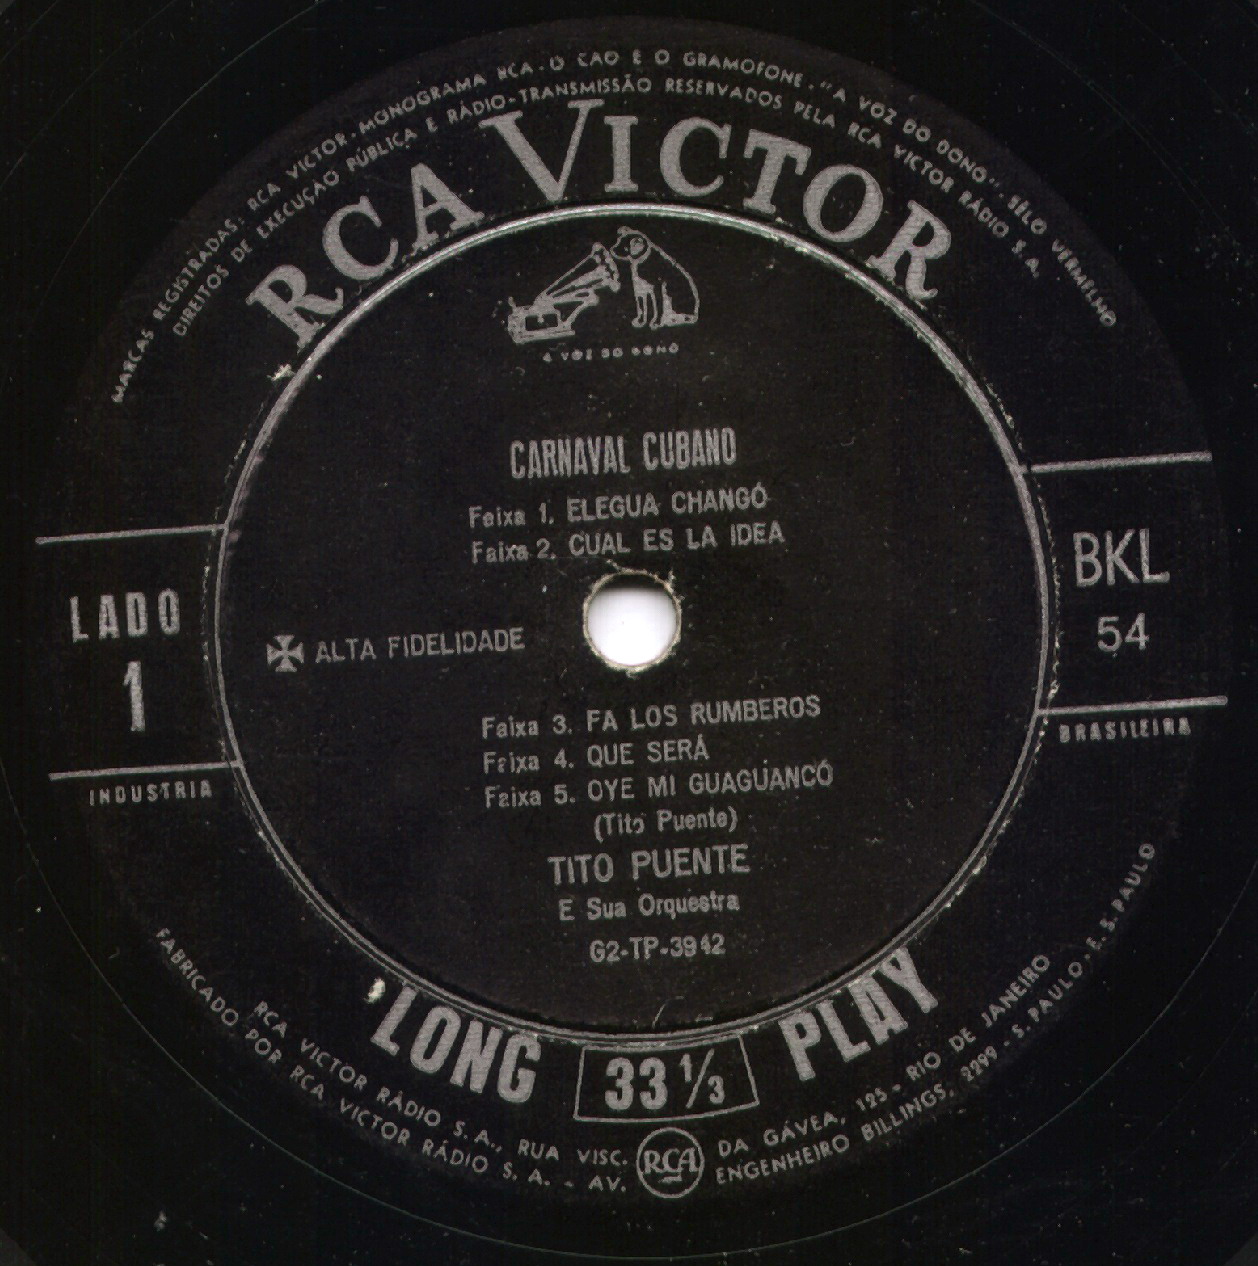 MARCAS REGISTRADAS: RCA VICTOR - MONOGRAMA RCA - O CAO E O GRAMOFONE - "A VOZ DO DONO" - SÊLO VERMELHO
DIREITOS DE EXECUÇÃO PÚBLICA E RÁDIO-TRANSMISSÃO RESERVADOS PELA RCA VICTOR RÁDIO S. A.
RCA VICTOR
A VOZ DO DONO
CARNAVAL CUBANO
Faixa 1. ELEGUA CHANGÓ
Faixa 2. CUAL ES LA IDEA
LADO
1
INDUSTRIA
ALTA FIDELIDADE
BKL
54
BRASILEIRA
Faixa 3. FA LOS RUMBEROS
Faixa 4. QUE SERÁ
Faixa 5. OYE MI GUAGUANCÓ
(Tito Puente)
TITO PUENTE
E Sua Orquestra
G2-TP-3942
LONG 33 1/3 PLAY
RCA VICTOR RÁDIO S. A., RUA VISC. DA GÁVEA, 125 - RIO DE JANEIRO
FABRICADO POR RCA VICTOR RÁDIO S. A. - AV. ENGENHEIRO BILLINGS, 2299 - S. PAULO - E. S. PAULO
RCA